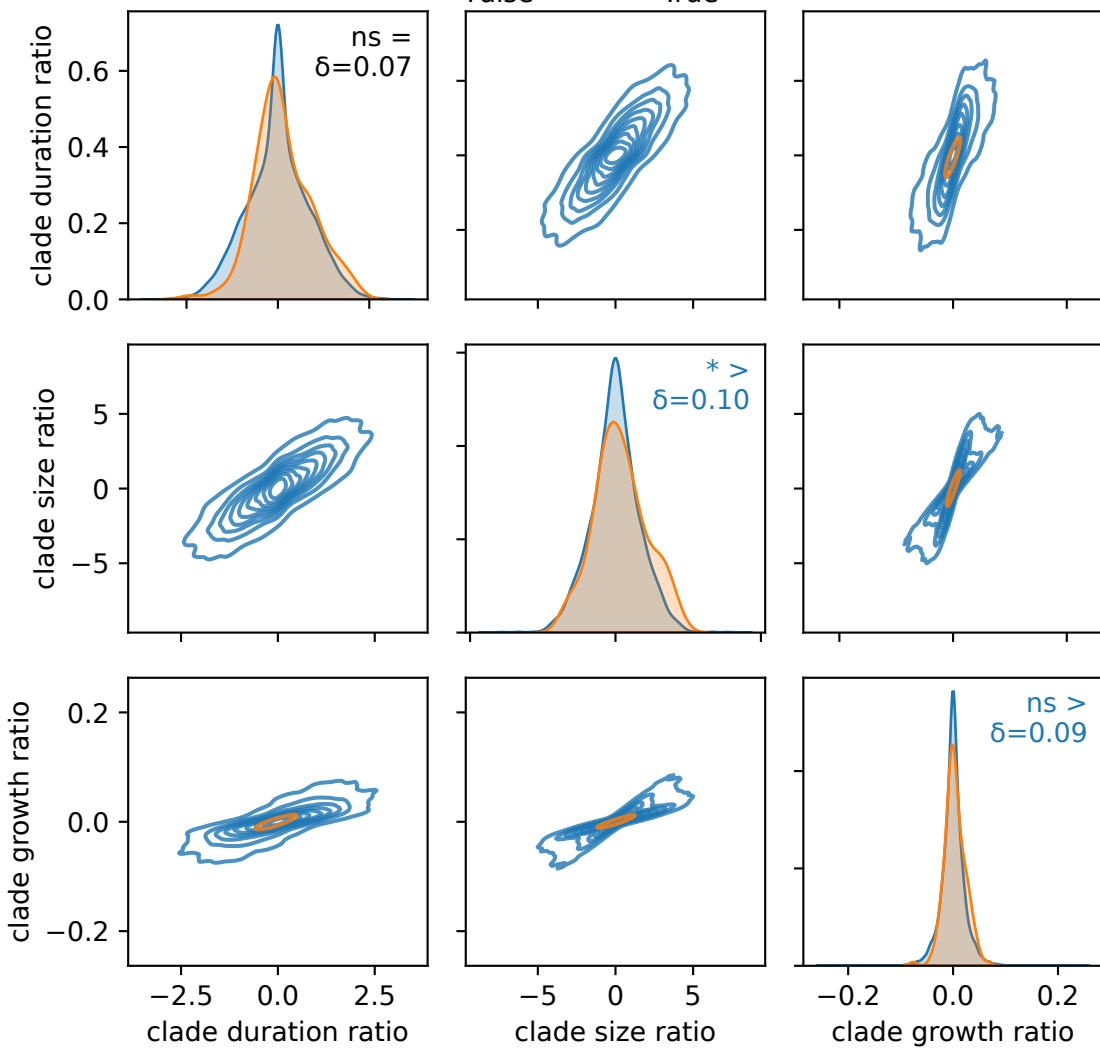 clade duration ratio
0.6
0.4
0.2
0.0
ns =
δ=0.07
clade size ratio
5
0
−5
* >
δ=0.10
clade growth ratio
0.2
0.0
−0.2
ns >
δ=0.09
−2.5 0.0 2.5
−5 0 5
−0.2 0.0 0.2
clade duration ratio
clade size ratio
clade growth ratio